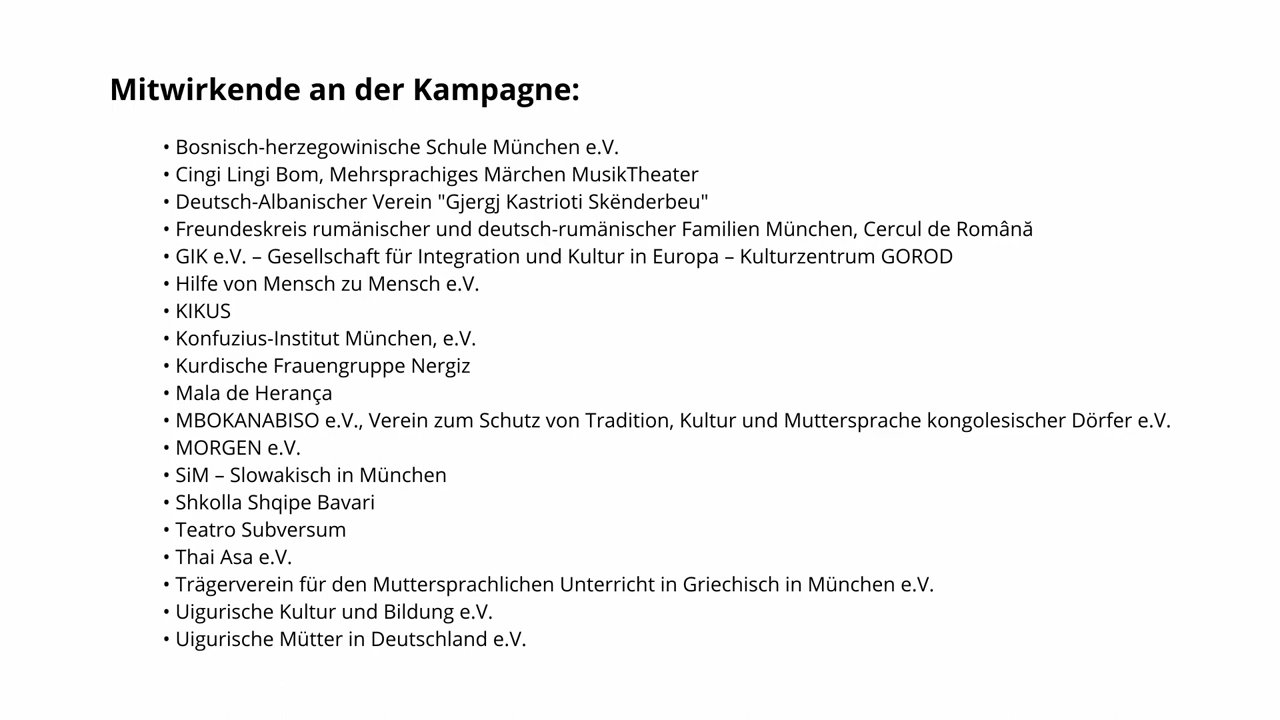 Mitwirkende an der Kampagne:
• Bosnisch-herzegowinische Schule München e.V.
• Cingi Lingi Bom, Mehrsprachiges Märchen MusikTheater
• Deutsch-Albanischer Verein "Gjergj Kastrioti Skënderbeu"
• Freundeskreis rumänischer und deutsch-rumänischer Familien München, Cercul de Română
• GIK e.V. – Gesellschaft für Integration und Kultur in Europa – Kulturzentrum GOROD
• Hilfe von Mensch zu Mensch e.V.
• KIKUS
• Konfuzius-Institut München, e.V.
• Kurdische Frauengruppe Nergiz
• Mala de Herança
• MBOKANABISO e.V., Verein zum Schutz von Tradition, Kultur und Muttersprache kongolesischer Dörfer e.V.
• MORGEN e.V.
• SiM – Slowakisch in München
• Shkolla Shqipe Bavari
• Teatro Subversum
• Thai Asa e.V.
• Trägerverein für den Muttersprachlichen Unterricht in Griechisch in München e.V.
• Uigurische Kultur und Bildung e.V.
• Uigurische Mütter in Deutschland e.V.